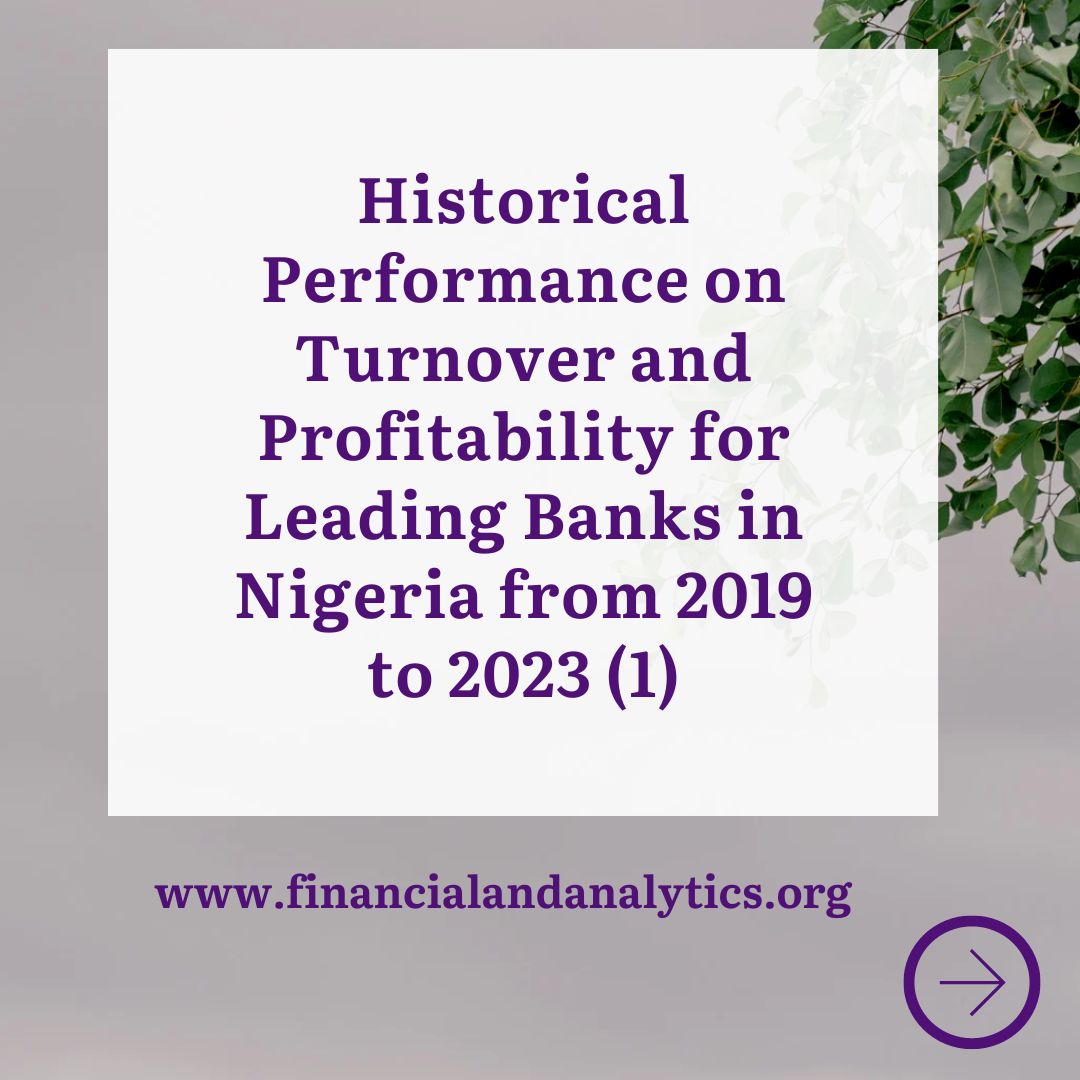 Historical
Performance on
Turnover and
Profitability for
Leading Banks in
Nigeria from 2019
to 2023 (1)
www.financialandanalytics.org